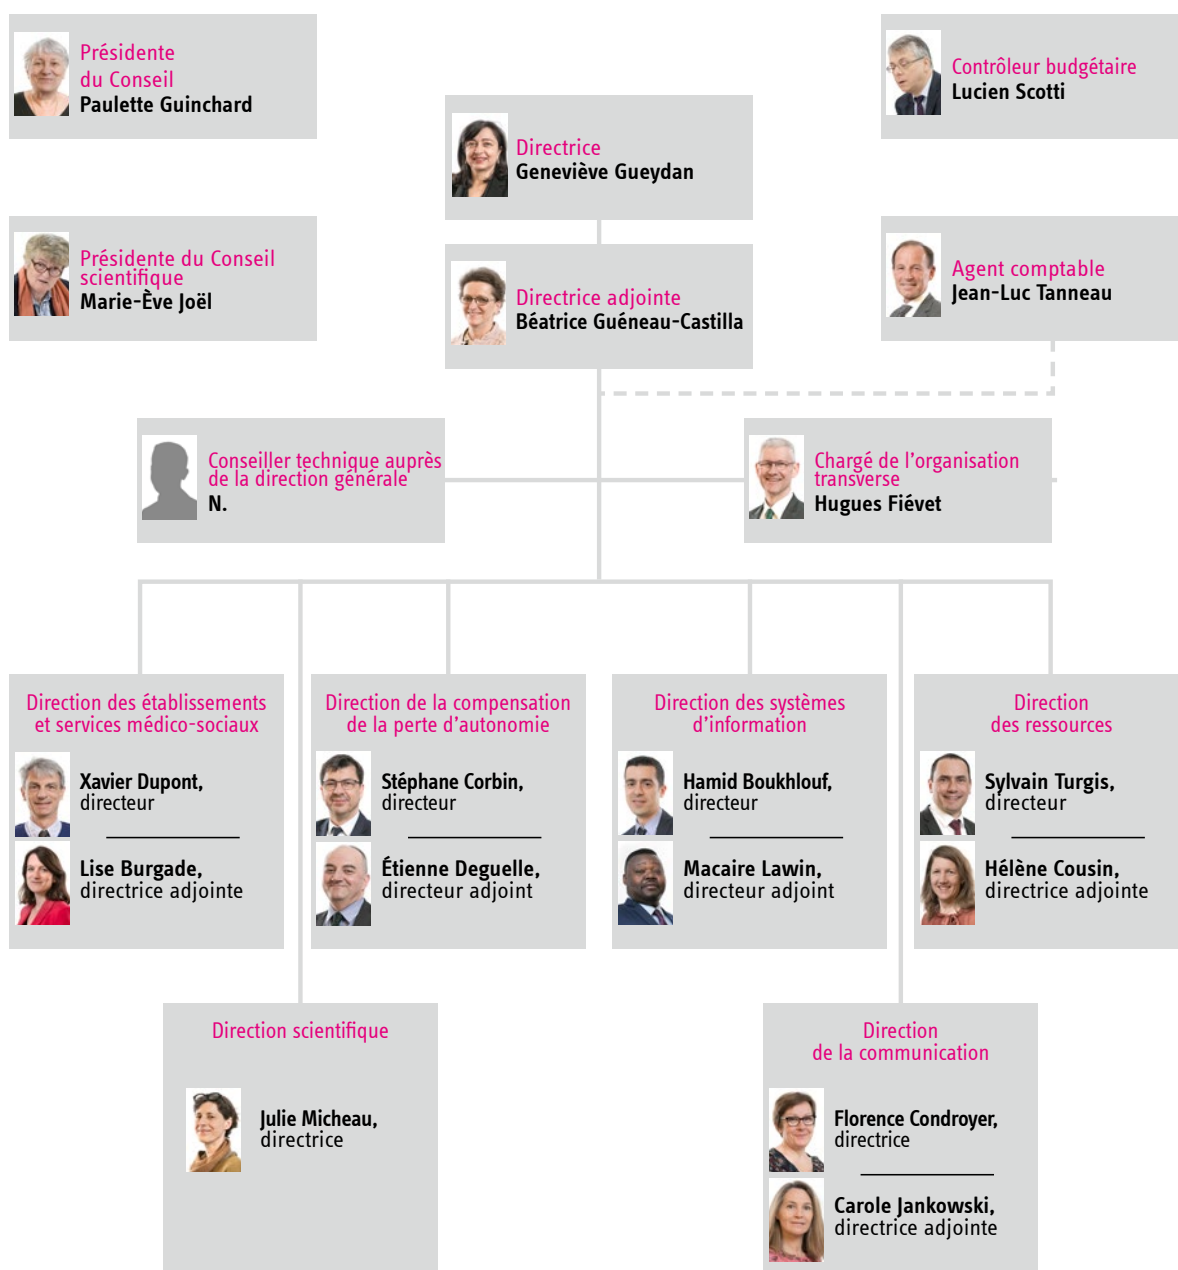 Présidente
du Conseil
Paulette Guinchard
Contrôleur budgétaire
Lucien Scotti
Directrice
Geneviève Gueydan
Présidente du Conseil
scientifique
Marie-Ève Joël
Directrice adjointe
Béatrice Guéneau-Castilla
Agent comptable
Jean-Luc Tanneau
Conseiller technique auprès
de la direction générale
N.
Chargé de l'organisation
transverse
Hugues Fiévet
Direction des établissements
et services médico-sociaux
Xavier Dupont,
directeur
Lise Burgade,
directrice adjointe
Direction de la compensation
de la perte d'autonomie
Stéphane Corbin,
directeur
Étienne Deguelle,
directeur adjoint
Direction des systèmes
d'information
Hamid Boukhlouf,
directeur
Macaire Lawin,
directeur adjoint
Direction
des ressources
Sylvain Turgis,
directeur
Hélène Cousin,
directrice adjointe
Direction scientifique
Julie Micheau,
directrice
Direction
de la communication
Florence Condroyer,
directrice
Carole Jankowski,
directrice adjointe